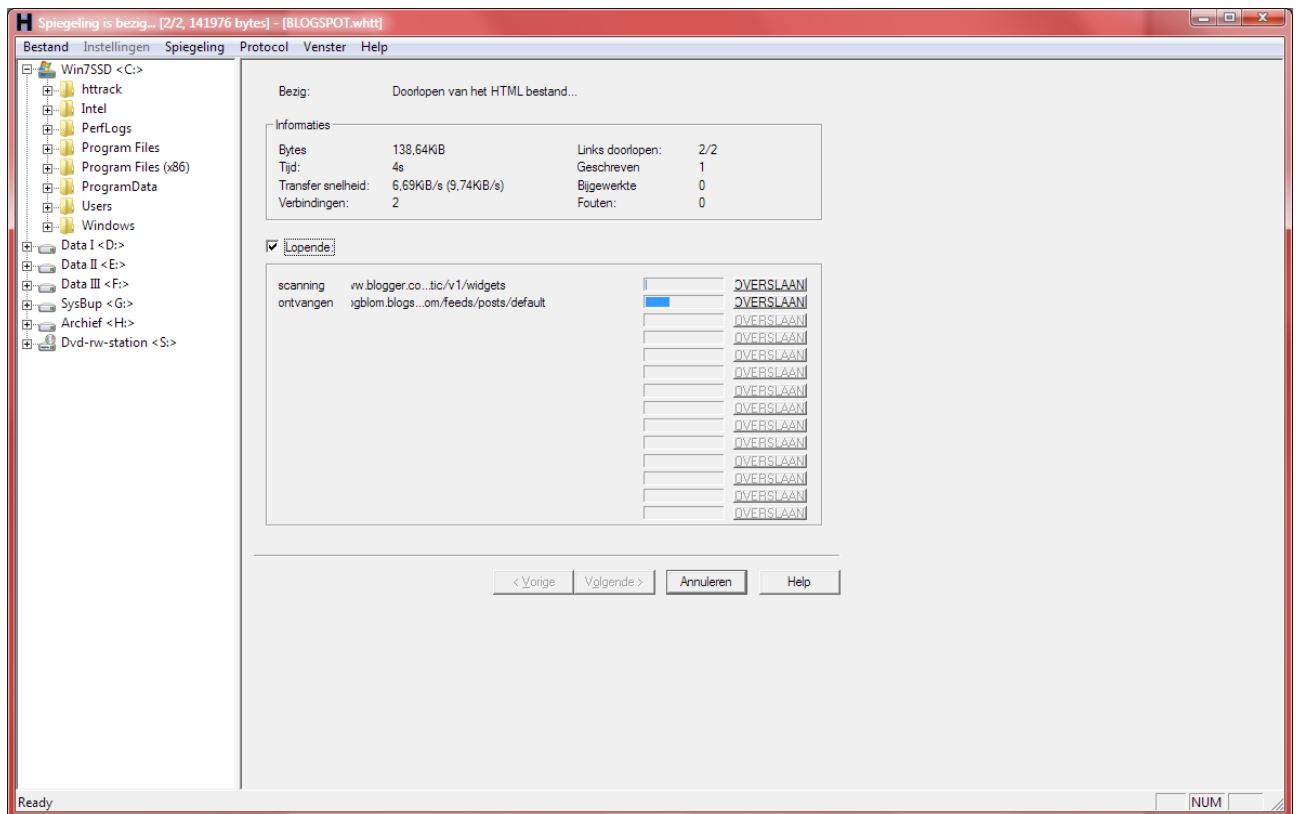 Spiegeling is bezig... [2/2, 141976 bytes] - [BLOGSPOT.whtt]
Bestand Instellingen Spiegeling Protocol Venster Help
Win7SSD <C:>
httrack
Intel
PerfLogs
Program Files
Program Files (x86)
ProgramData
Users
Windows
Data I <D:>
Data II <E:>
Data III <F:>
SysBup <G:>
Archief <H:>
Dvd-rw-station <S:>
Bezig: Doorlopen van het HTML bestand...
Informaties
Bytes 138,64KiB Links doorlopen: 2/2
Tijd: 4s Geschreven 1
Transfer snelheid: 6,69KiB/s (9,74KiB/s) Bijgewerkte 0
Verbindingen: 2 Fouten: 0
Lopende:
scanning ww.blogger.co...tic/v1/widgets OVERSLAAN
ontvangen ogblom.blogs...om/feeds/posts/default OVERSLAAN
OVERSLAAN
OVERSLAAN
OVERSLAAN
OVERSLAAN
OVERSLAAN
OVERSLAAN
OVERSLAAN
OVERSLAAN
OVERSLAAN
OVERSLAAN
OVERSLAAN
OVERSLAAN
< Vorige Volgende > Annuleren Help
Ready NUM